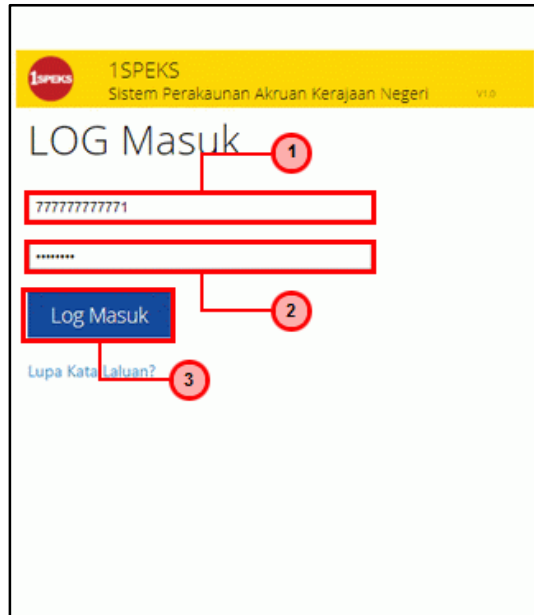 1SPEKS
1SPEKS
Sistem Perakaunan Akruan Kerajaan Negeri V1.0
LOG Masuk
1
777777777771
••••••••
2
Log Masuk
Lupa Kata Laluan?
3